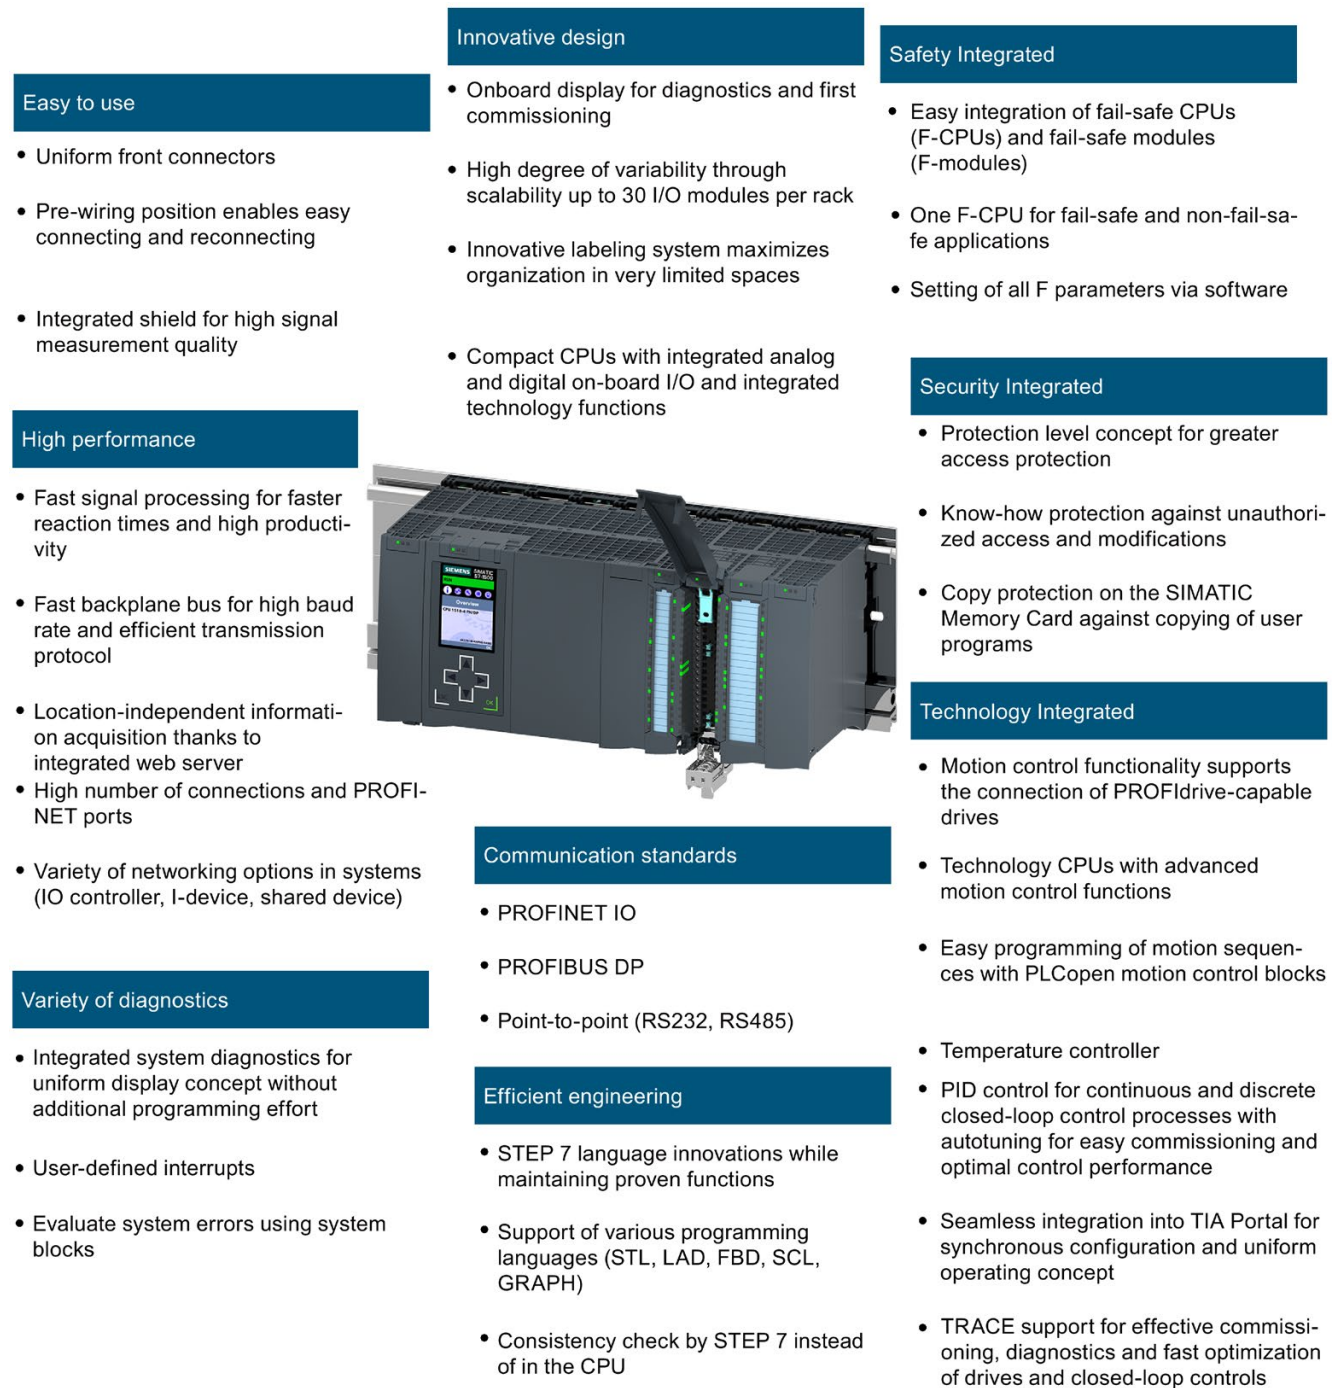 Easy to use
• Uniform front connectors
• Pre-wiring position enables easy
connecting and reconnecting
• Integrated shield for high signal
measurement quality
High performance
• Fast signal processing for faster
reaction times and high producti-
vity
• Fast backplane bus for high baud
rate and efficient transmission
protocol
• Location-independent informati-
on acquisition thanks to
integrated web server
• High number of connections and PROFI-
NET ports
• Variety of networking options in systems
(IO controller, I-device, shared device)
Variety of diagnostics
• Integrated system diagnostics for
uniform display concept without
additional programming effort
• User-defined interrupts
• Evaluate system errors using system
blocks
Innovative design
• Onboard display for diagnostics and first
commissioning
• High degree of variability through
scalability up to 30 I/O modules per rack
• Innovative labeling system maximizes
organization in very limited spaces
• Compact CPUs with integrated analog
and digital on-board I/O and integrated
technology functions
SIEMENS
SIMATIC
S7-1500
Overview
OK
Communication standards
• PROFINET IO
• PROFIBUS DP
• Point-to-point (RS232, RS485)
Efficient engineering
• STEP 7 language innovations while
maintaining proven functions
• Support of various programming
languages (STL, LAD, FBD, SCL,
GRAPH)
• Consistency check by STEP 7 instead
of in the CPU
Safety Integrated
• Easy integration of fail-safe CPUs
(F-CPUs) and fail-safe modules
(F-modules)
• One F-CPU for fail-safe and non-fail-sa-
fe applications
• Setting of all F parameters via software
Security Integrated
• Protection level concept for greater
access protection
• Know-how protection against unauthori-
zed access and modifications
• Copy protection on the SIMATIC
Memory Card against copying of user
programs
Technology Integrated
• Motion control functionality supports
the connection of PROFIdrive-capable
drives
• Technology CPUs with advanced
motion control functions
• Easy programming of motion sequen-
ces with PLCopen motion control blocks
• Temperature controller
• PID control for continuous and discrete
closed-loop control processes with
autotuning for easy commissioning and
optimal control performance
• Seamless integration into TIA Portal for
synchronous configuration and uniform
operating concept
• TRACE support for effective commissi-
oning, diagnostics and fast optimization
of drives and closed-loop controls